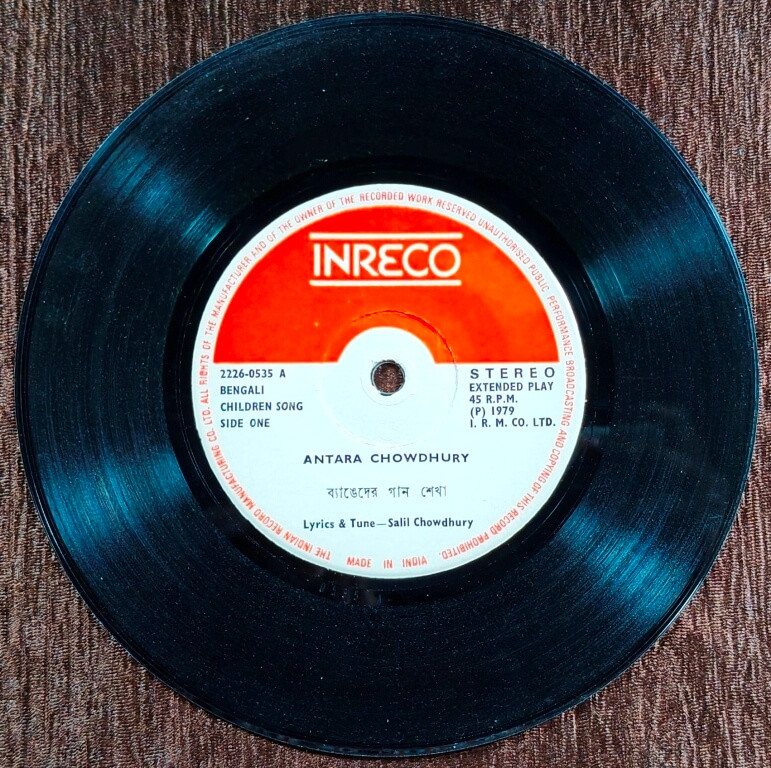 INRECO
2226-0535 A
BENGALI
CHILDREN SONG
SIDE ONE
STEREO
EXTENDED PLAY
45 R.P.M.
(P) 1979
I. R. M. CO. LTD.
ANTARA CHOWDHURY
ব্যাঙেদের গান শেখা
Lyrics & Tune—Salil Chowdhury
THE INDIAN RECORD MANUFACTURING CO. LTD. ALL RIGHTS OF THE MANUFACTURER AND OF THE OWNER OF THE RECORDED WORK RESERVED UNAUTHORISED PUBLIC PERFORMANCE BROADCASTING AND COPYING OF THIS RECORD PROHIBITED.
MADE IN INDIA